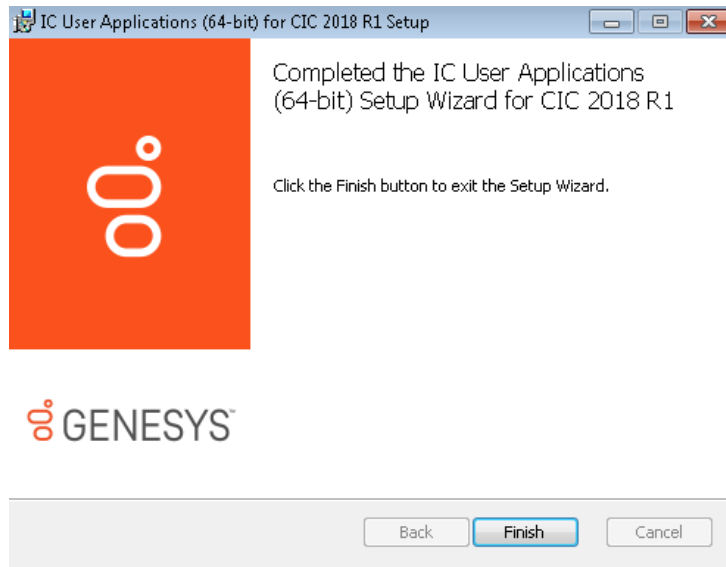 IC User Applications (64-bit) for CIC 2018 R1 Setup
Completed the IC User Applications
(64-bit) Setup Wizard for CIC 2018 R1
Click the Finish button to exit the Setup Wizard.
GENESYS™
Back Finish Cancel